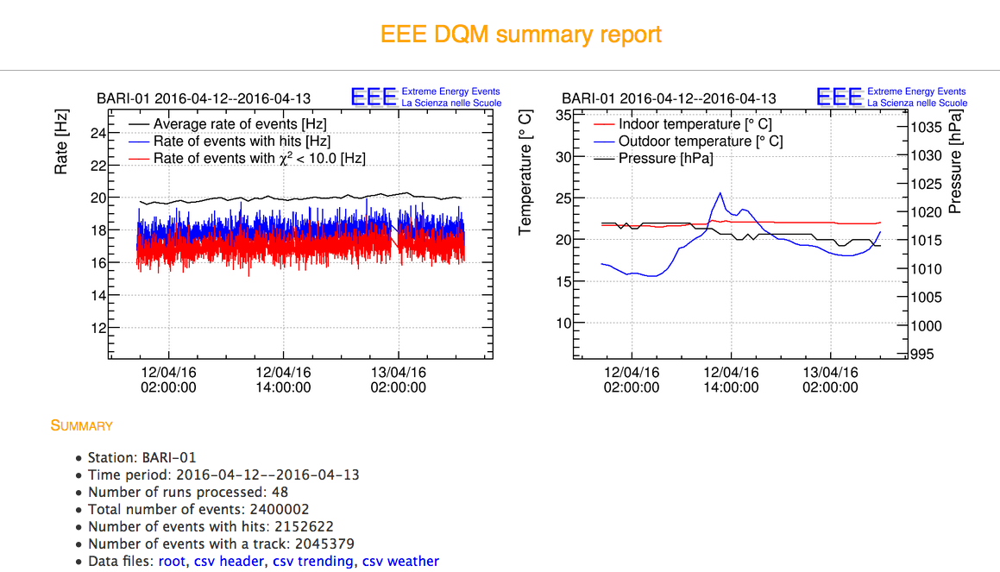 EEE DQM summary report
BARI-01 2016-04-12--2016-04-13
EEE
Extreme Energy Events
La Scienza nelle Scuole
Rate [Hz]
Average rate of events [Hz]
Rate of events with hits [Hz]
Rate of events with χ² < 10.0 [Hz]
24
22
20
18
16
14
12
12/04/16
02:00:00
12/04/16
14:00:00
13/04/16
02:00:00
BARI-01 2016-04-12--2016-04-13
EEE
Extreme Energy Events
La Scienza nelle Scuole
Temperature [° C]
Indoor temperature [° C]
Outdoor temperature [° C]
Pressure [hPa]
35
30
25
20
15
10
Pressure [hPa]
1035
1030
1025
1020
1015
1010
1005
1000
995
12/04/16
02:00:00
12/04/16
14:00:00
13/04/16
02:00:00
SUMMARY
• Station: BARI-01
• Time period: 2016-04-12--2016-04-13
• Number of runs processed: 48
• Total number of events: 2400002
• Number of events with hits: 2152622
• Number of events with a track: 2045379
• Data files: root, csv header, csv trending, csv weather